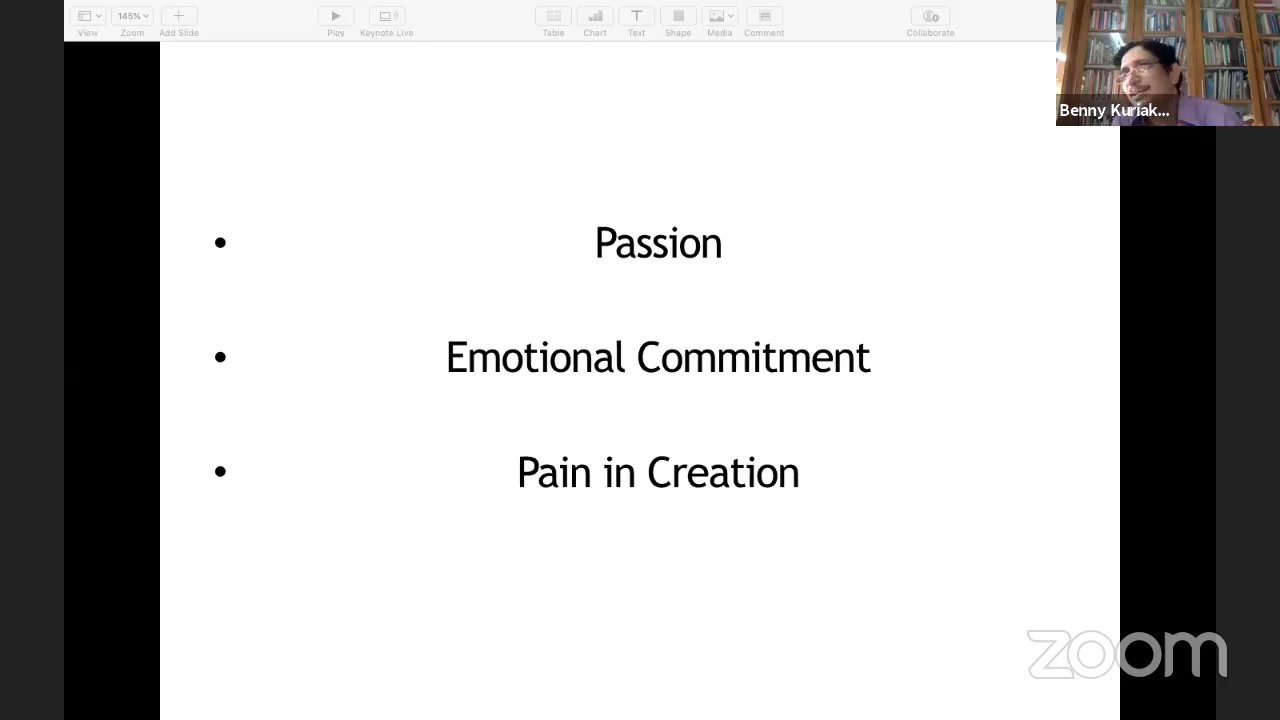 145%
View Zoom Add Slide Play Keynote Live Table Chart Text Shape Media Comment Collaborate
Benny Kuriak...
• Passion
• Emotional Commitment
• Pain in Creation
zoom